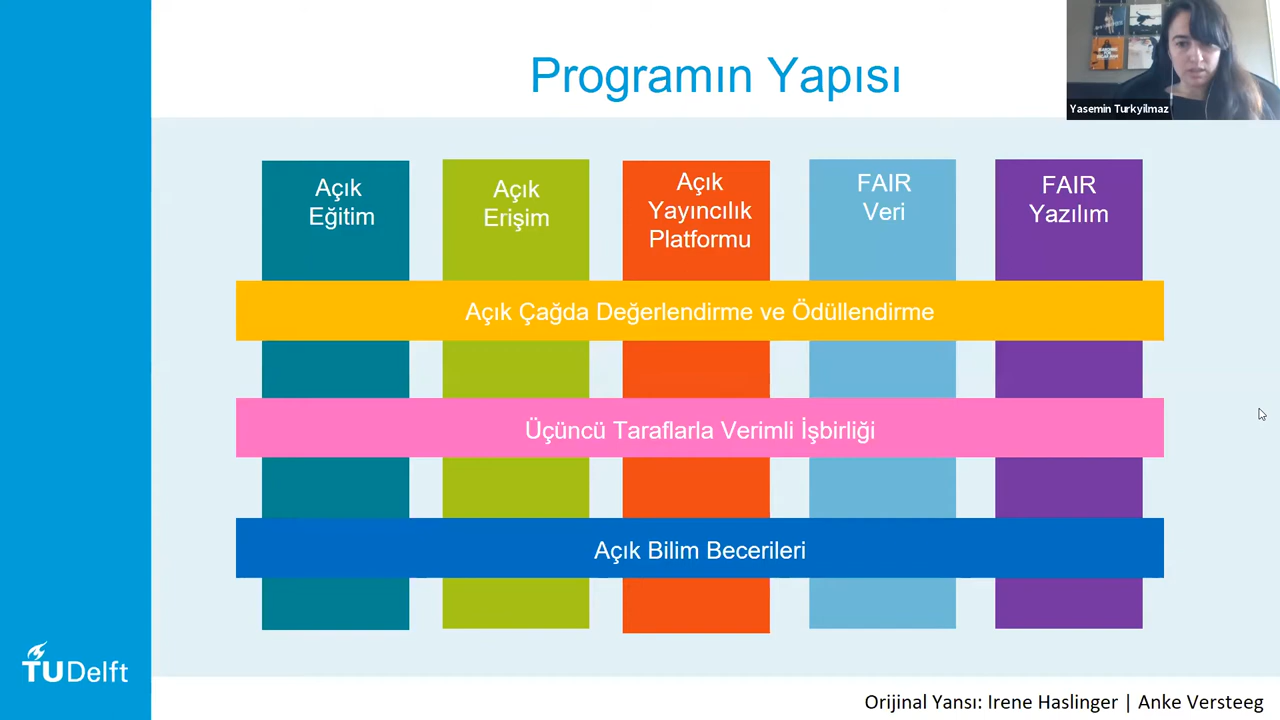 Programın Yapısı
Yasemin Turkyilmaz
Açık
Eğitim
Açık
Erişim
Açık
Yayıncılık
Platformu
FAIR
Veri
FAIR
Yazılım
Açık Çağda Değerlendirme ve Ödüllendirme
Üçüncü Taraflarla Verimli İşbirliği
Açık Bilim Becerileri
TUDelft
Orijinal Yansı: Irene Haslinger | Anke Versteeg